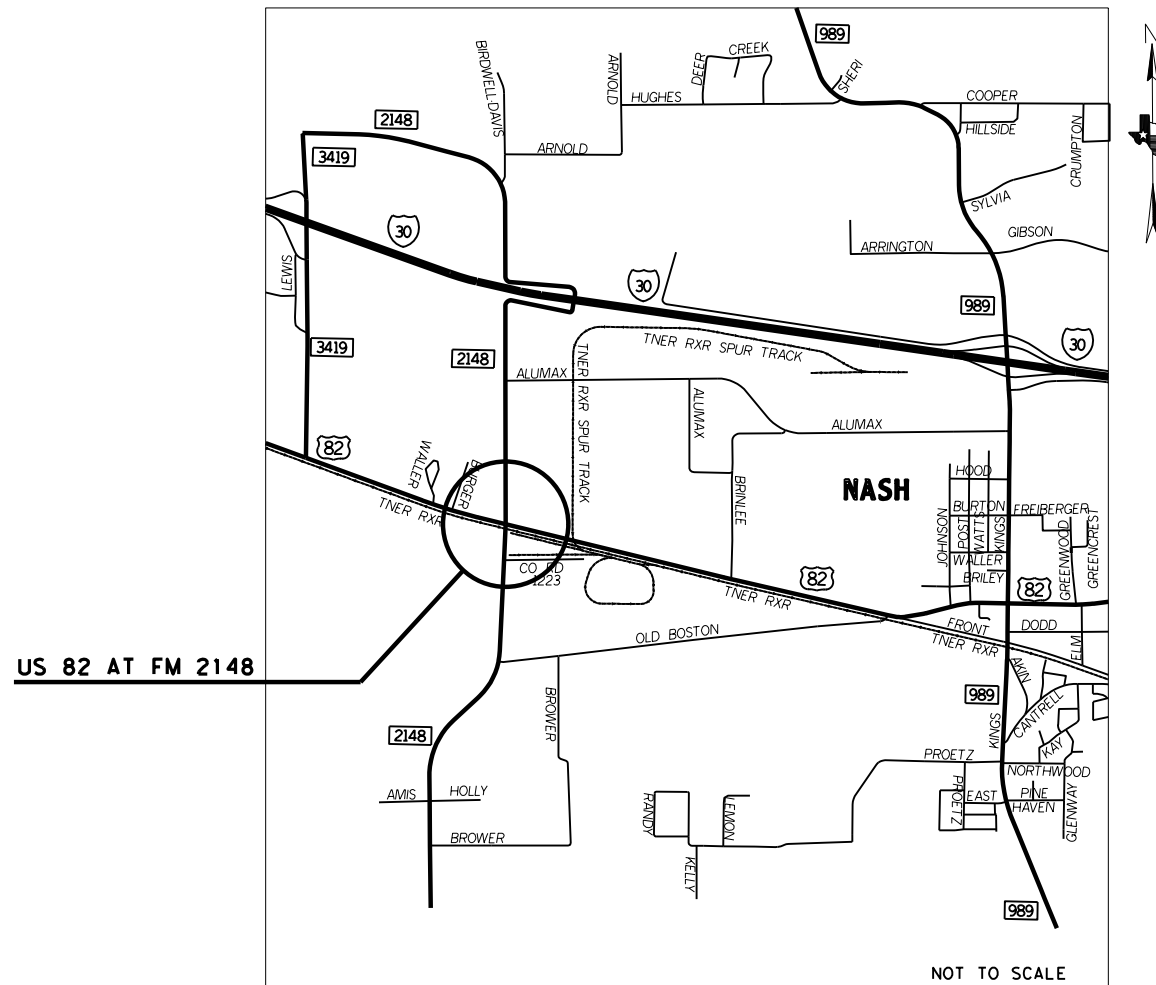 989
N
BIRDWELL-DAVIS
ARNOLD
DEER
CREEK
SHERI
HUGHES
COOPER
2148
HILLSIDE
CRUMPTON
ARNOLD
3419
SYLVIA
30
GIBSON
ARRINGTON
LEWIS
30
989
3419
2148
TNER RXR SPUR TRACK
30
ALUMAX
TNER RXR SPUR TRACK
ALUMAX
ALUMAX
82
WALLER
BURGER
HOOD
BRINLEE
NASH
TNER RXR
BURTON
FREIBERGER
JOHNSON
POST
WATTS
KINGS
GREENWOOD
GREENCREST
WALLER
CO RD
1223
82
BRILEY
82
TNER RXR
OLD BOSTON
FRONT
DODD
TNER RXR
ELM
US 82 AT FM 2148
AKIN
989
BROWER
CANTRELL
KINGS
2148
KAY
PROETZ
NORTHWOOD
AMIS
HOLLY
RANDY
LEMON
PROETZ
EAST
PINE
HAVEN
GLENWAY
BROWER
KELLY
989
NOT TO SCALE